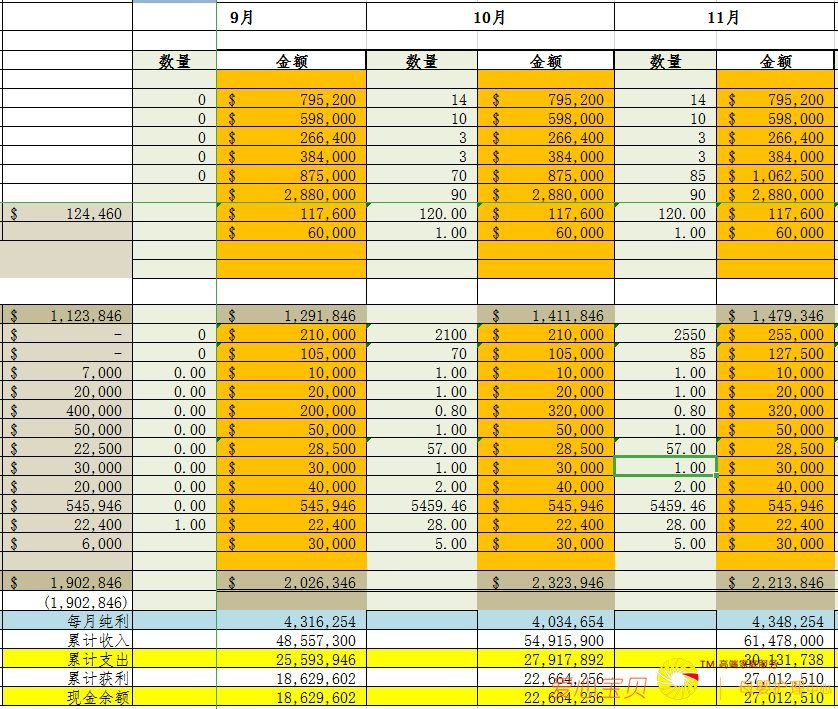 9月 10月 11月
数量 金额 数量 金额 数量 金额
0 $ 795,200 14 $ 795,200 14 $ 795,200
0 $ 598,000 10 $ 598,000 10 $ 598,000
0 $ 266,400 3 $ 266,400 3 $ 266,400
0 $ 384,000 3 $ 384,000 3 $ 384,000
0 $ 875,000 70 $ 875,000 85 $ 1,062,500
$ 2,880,000 90 $ 2,880,000 90 $ 2,880,000
$ 124,460 $ 117,600 120.00 $ 117,600 120.00 $ 117,600
$ 60,000 1.00 $ 60,000 1.00 $ 60,000
$ 1,123,846 $ 1,291,846 $ 1,411,846 $ 1,479,346
$ - 0 $ 210,000 2100 $ 210,000 2550 $ 255,000
$ - 0 $ 105,000 70 $ 105,000 85 $ 127,500
$ 7,000 0.00 $ 10,000 1.00 $ 10,000 1.00 $ 10,000
$ 20,000 0.00 $ 20,000 1.00 $ 20,000 1.00 $ 20,000
$ 400,000 0.00 $ 200,000 0.80 $ 320,000 0.80 $ 320,000
$ 50,000 0.00 $ 50,000 1.00 $ 50,000 1.00 $ 50,000
$ 22,500 0.00 $ 28,500 57.00 $ 28,500 57.00 $ 28,500
$ 30,000 0.00 $ 30,000 1.00 $ 30,000 1.00 $ 30,000
$ 20,000 0.00 $ 40,000 2.00 $ 40,000 2.00 $ 40,000
$ 545,946 0.00 $ 545,946 5459.46 $ 545,946 5459.46 $ 545,946
$ 22,400 1.00 $ 22,400 28.00 $ 22,400 28.00 $ 22,400
$ 6,000 $ 30,000 5.00 $ 30,000 5.00 $ 30,000
$ 1,902,846 $ 2,026,346 $ 2,323,946 $ 2,213,846
(1,902,846)
每月纯利 4,316,254 4,034,654 4,348,254
累计收入 48,557,300 54,915,900 61,478,000
累计支出 25,593,946 27,917,892 30,131,738
累计获利 18,629,602 22,664,256 27,012,510
现金余额 18,629,602 22,664,256 27,012,510
爱心宝贝 TM